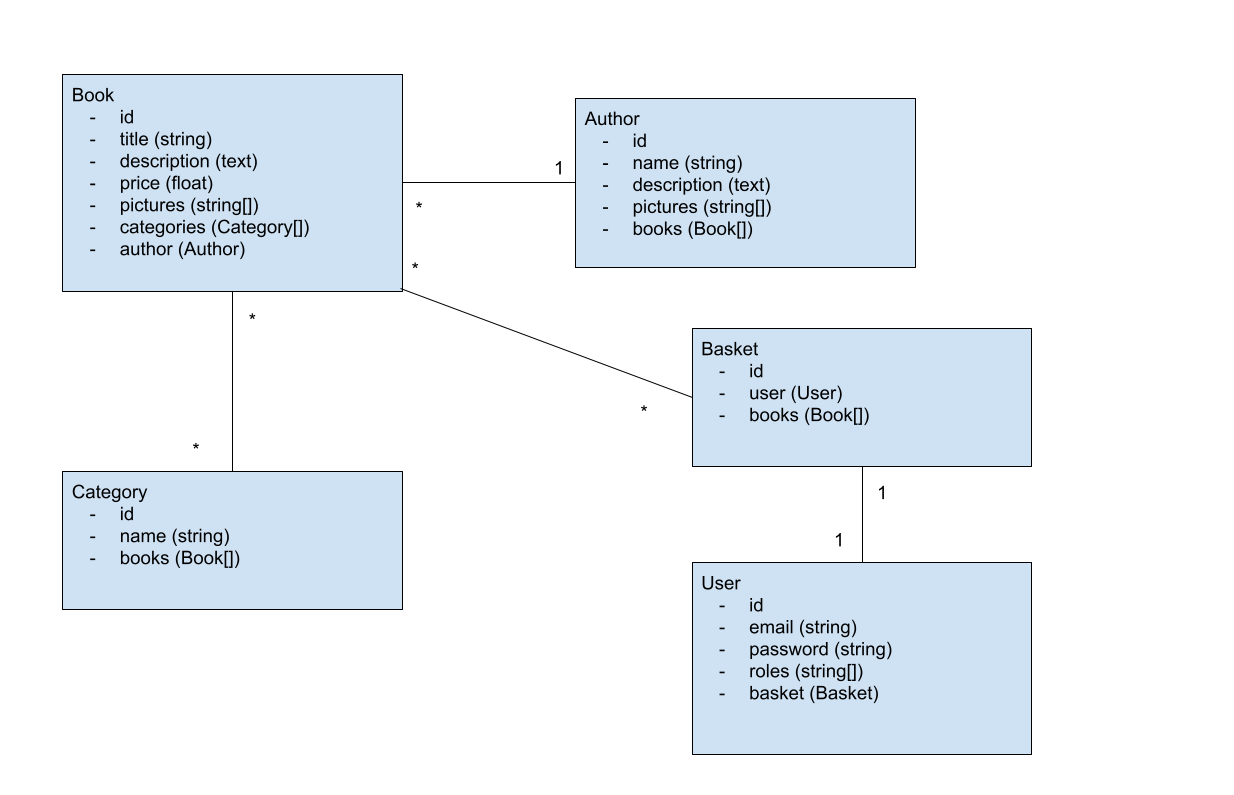 Book
- id
- title (string)
- description (text)
- price (float)
- pictures (string[])
- categories (Category[])
- author (Author)
1
*
*
Author
- id
- name (string)
- description (text)
- pictures (string[])
- books (Book[])
*
*
Category
- id
- name (string)
- books (Book[])
*
Basket
- id
- user (User)
- books (Book[])
1
1
User
- id
- email (string)
- password (string)
- roles (string[])
- basket (Basket)